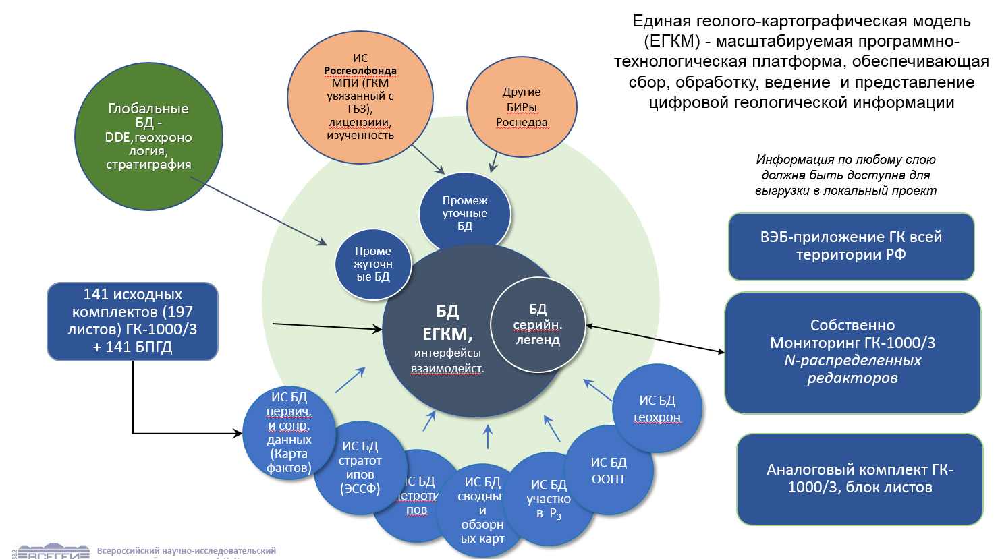 Единая геолого-картографическая модель
(ЕГКМ) - масштабируемая программно-
технологическая платформа, обеспечивающая
сбор, обработку, ведение и представление
цифровой геологической информации
ИС
Росгеолфонда
МПИ (ГКМ
увязанный с
ГБЗ),
лицензиии,
изученность
Другие
БИРы
Роснедра
Глобальные
БД -
DDE,геохроно
логия,
стратиграфия
Информация по любому слою
должна быть доступна для
выгрузки в локальный проект
Промеж
уточные
БД
Проме
жуточн
ые БД
ВЭБ-приложение ГК всей
территории РФ
141 исходных
комплектов (197
листов) ГК-1000/3
+ 141 БПГД
БД
ЕГКМ,
интерфейсы
взаимодейст.
БД
серийн.
легенд
Собственно
Мониторинг ГК-1000/3
N-распределенных
редакторов
ИС БД
первич.
и сопр.
данных
(Карта
фактов)
ИС БД
стратот
ипов
(ЭССФ)
ИС БД
петроти
пов
ИС БД
сводных
и
обзорн
ых карт
ИС БД
участко
в P3
ИС БД
ООПТ
ИС БД
геохрон
Аналоговый комплект ГК-
1000/3, блок листов
ВСЕГЕИ
Всероссийский научно-исследовательский